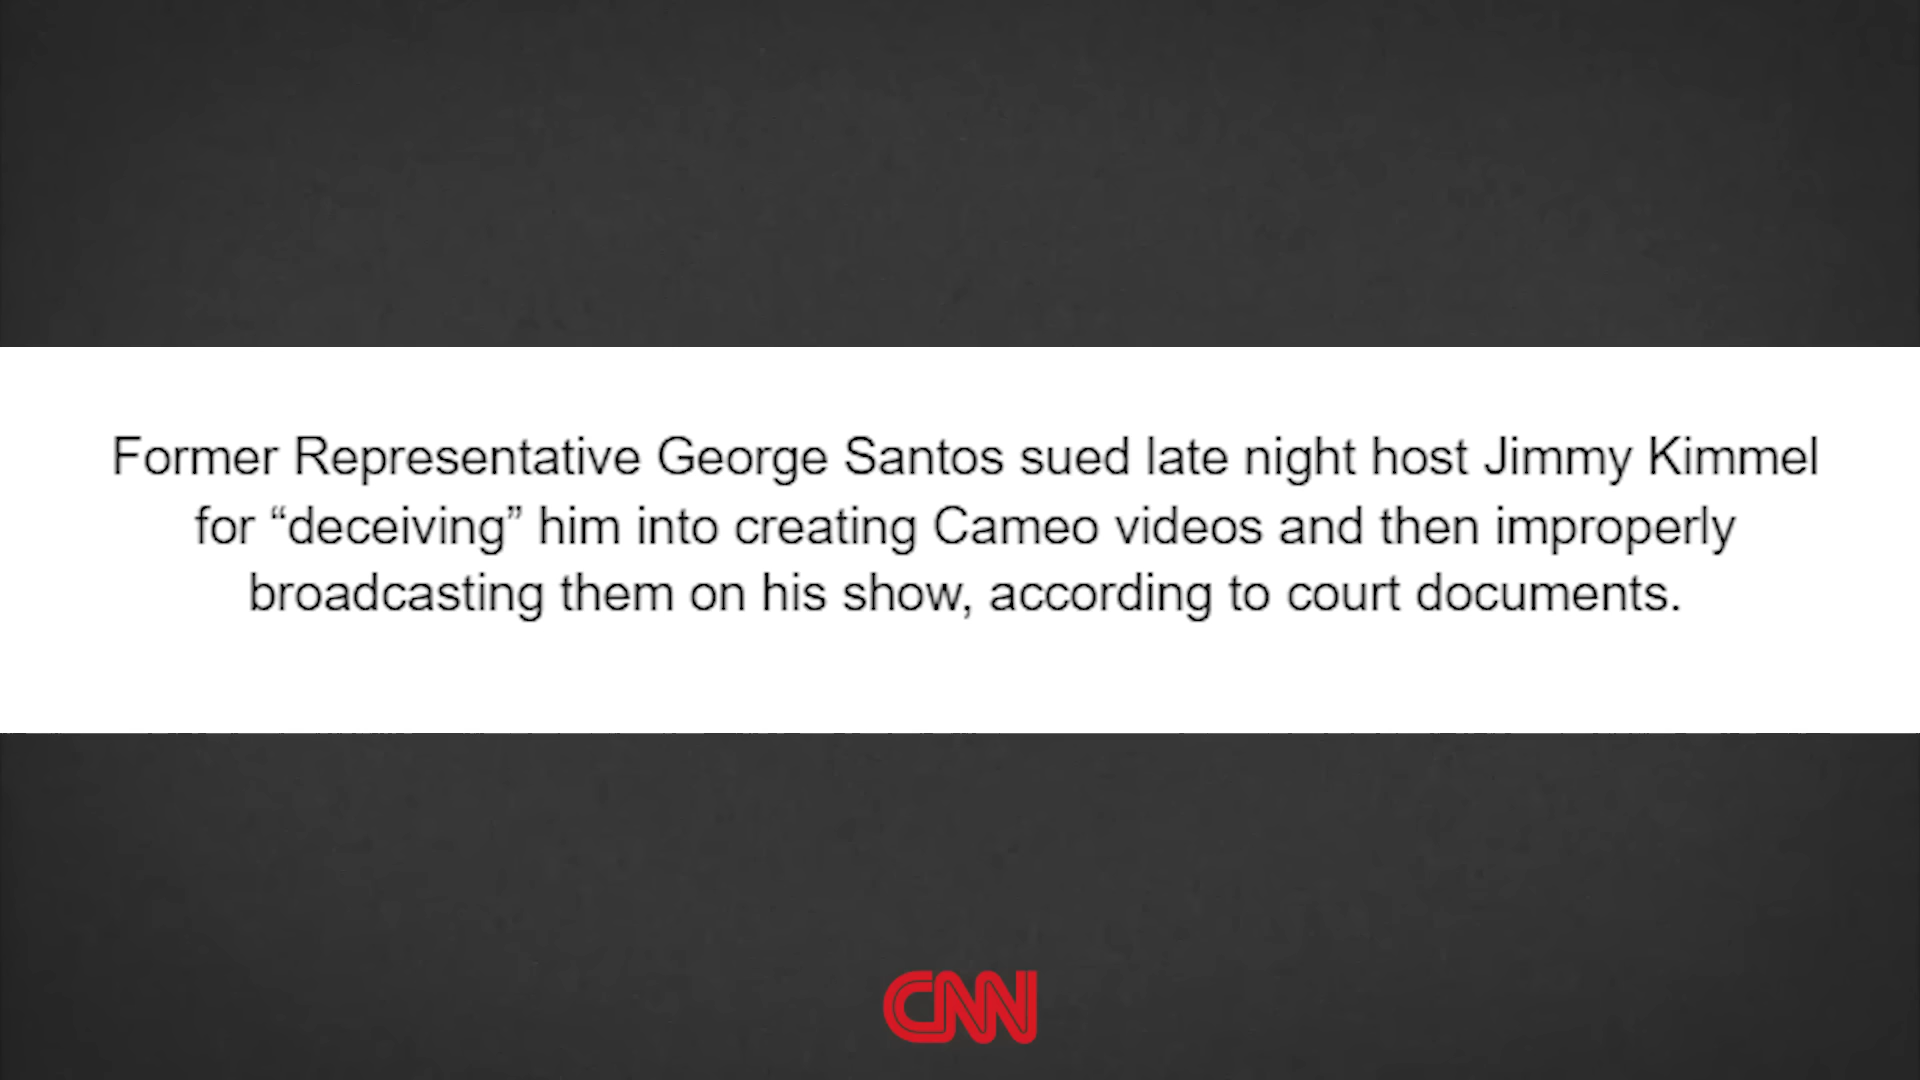 Former Representative George Santos sued late night host Jimmy Kimmel
for “deceiving” him into creating Cameo videos and then improperly
broadcasting them on his show, according to court documents.
CNN